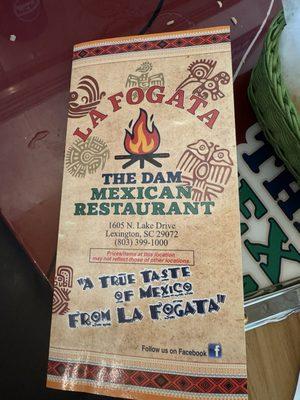 LA FOGATA
THE DAM
MEXICAN
RESTAURANT
1605 N. Lake Drive
Lexington, SC 29072
(803) 399-1000
Prices/Items at this location
may not reflect those of other locations.
"A TRUE TASTE
OF MEXICO
FROM LA FOGATA"
Follow us on Facebook f